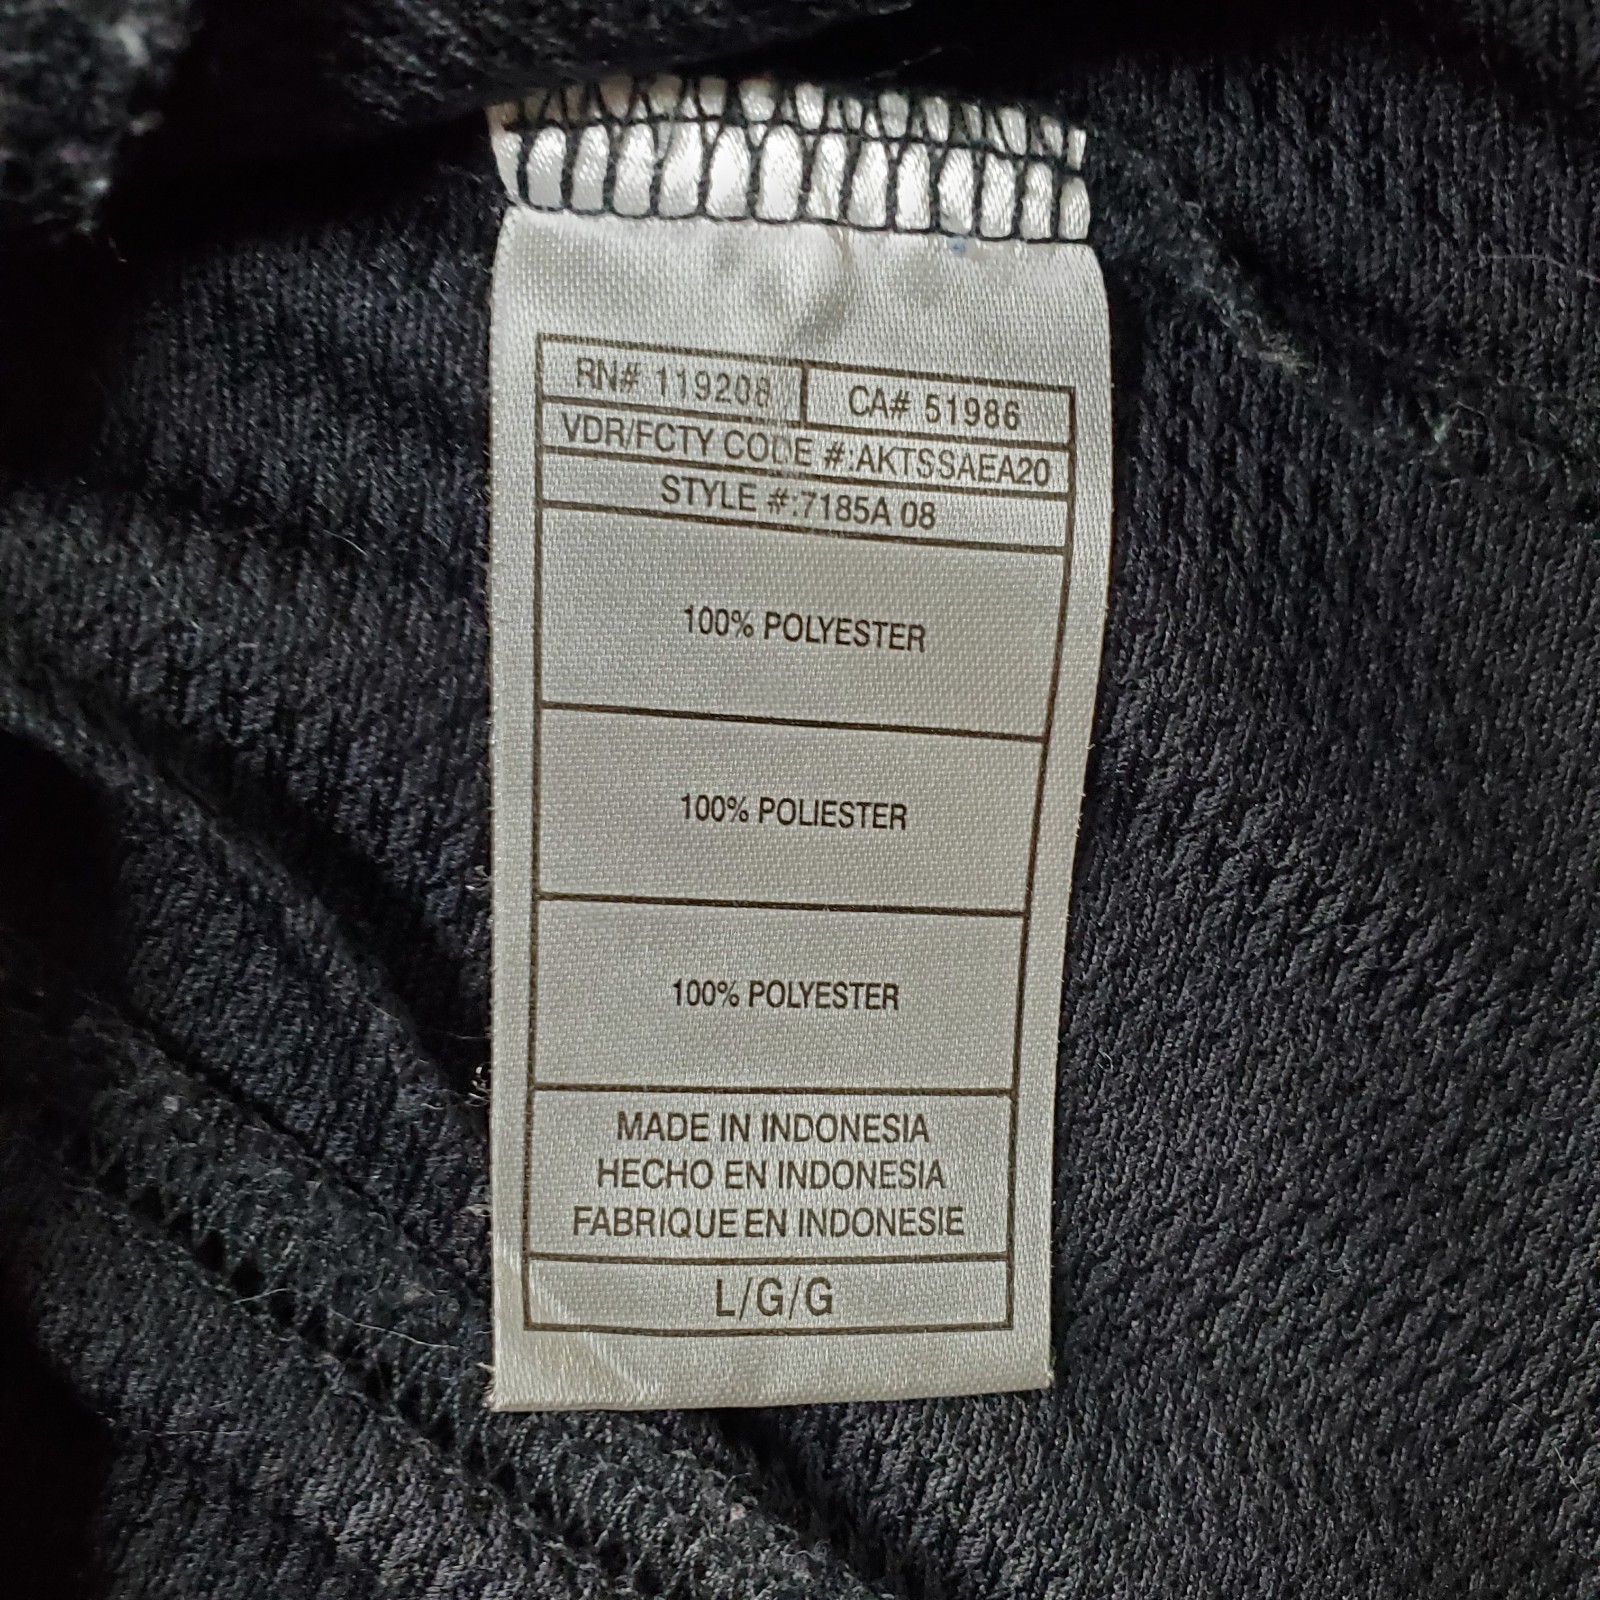 RN# 119208 CA# 51986
VDR/FCTY CODE #:AKTSSAEA20
STYLE #:7185A 08
100% POLYESTER
100% POLIESTER
100% POLYESTER
MADE IN INDONESIA
HECHO EN INDONESIA
FABRIQUE EN INDONESIE
L/G/G